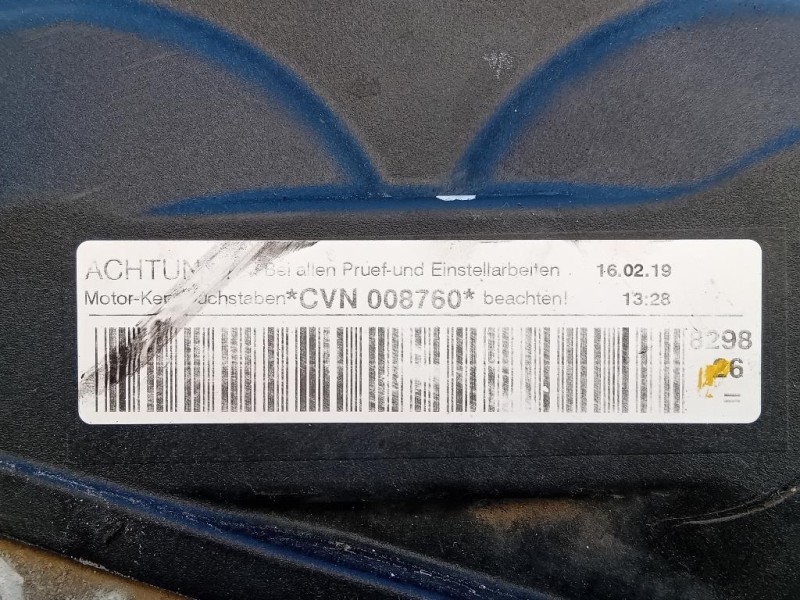 ACHTUN Bei allen Pruef-und Einstellarbeiten 16.02.19
Motor-Ke uchstaben *CVN 008760* beachten! 13:28
8298
26
=